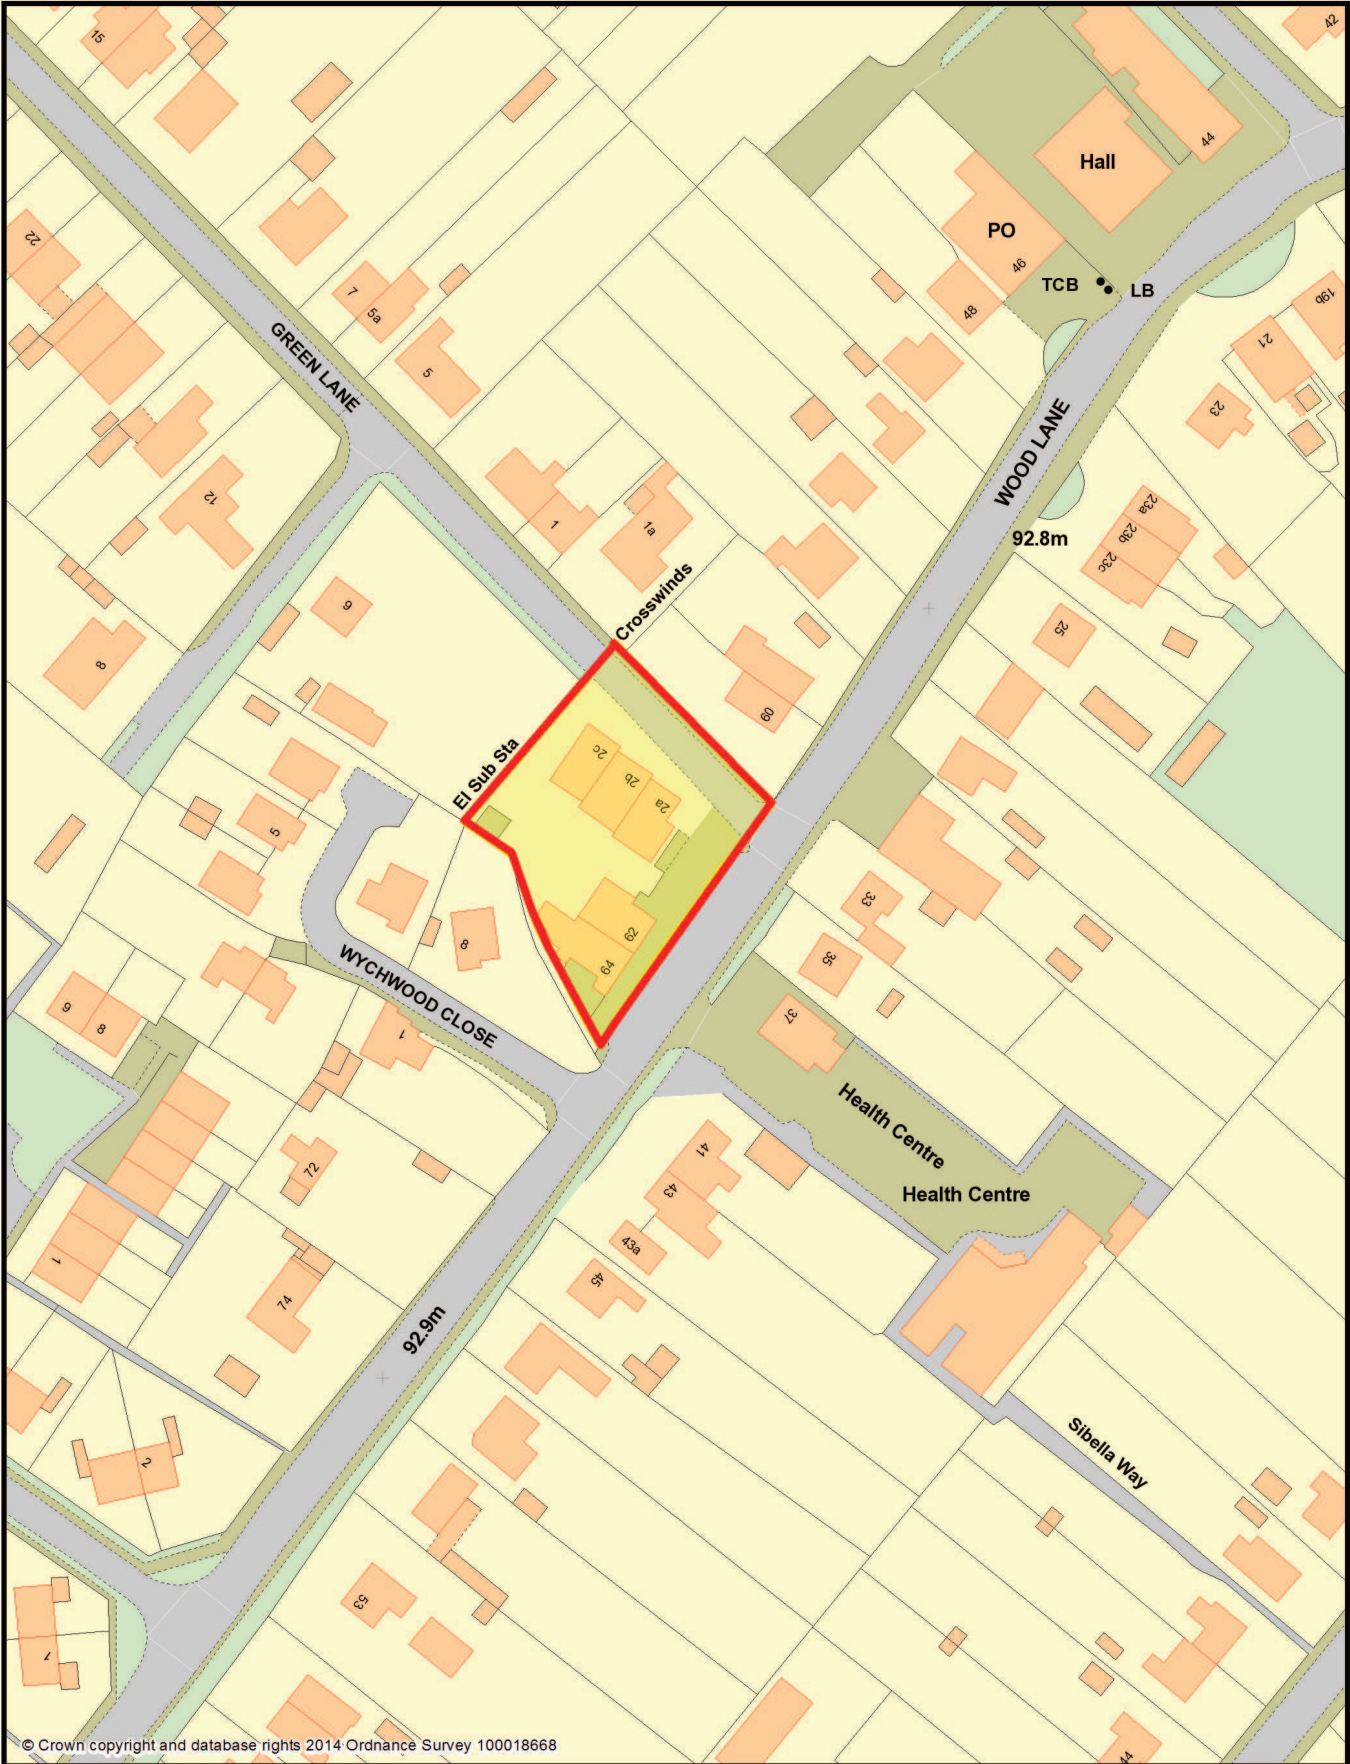 15
42
44
Hall
22
PO
46
TCB
LB
48
7
5a
19b
21
GREEN LANE
5
23
WOOD LANE
12
1
1a
23a
23b
23c
92.8m
Crosswinds
9
25
8
60
El Sub Sta
2c
2b
2a
5
33
62
8
35
64
WYCHWOOD CLOSE
9
8
37
1
Health Centre
41
72
43
Health Centre
43a
1
45
74
92.9m
Sibella Way
2
53
1
44
© Crown copyright and database rights 2014 Ordnance Survey 100018668